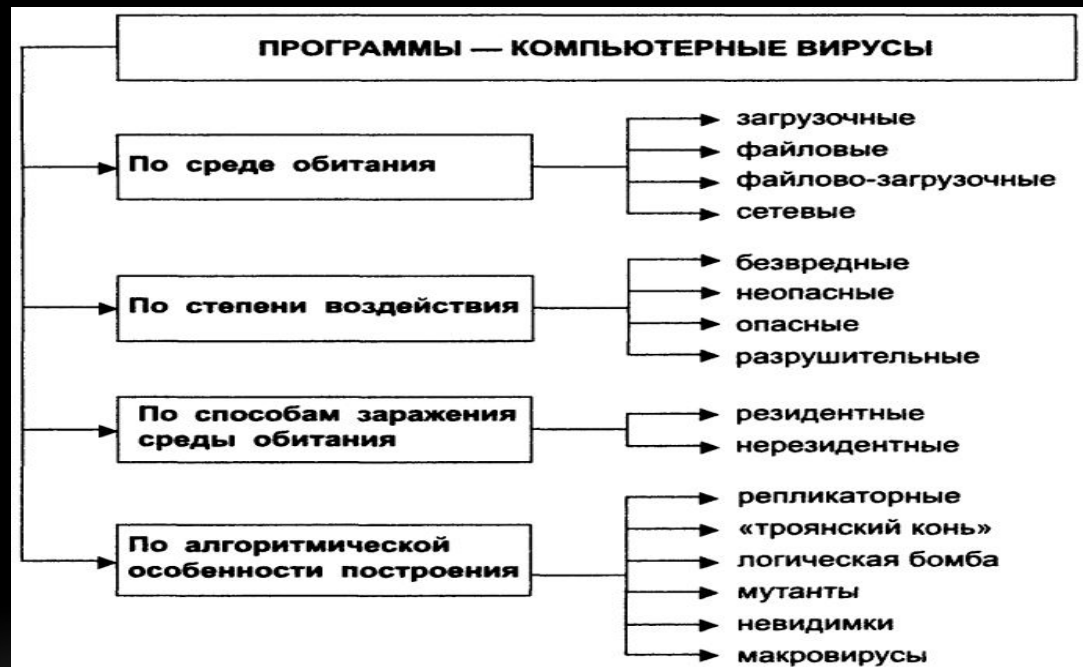 ПРОГРАММЫ — КОМПЬЮТЕРНЫЕ ВИРУСЫ
По среде обитания
загрузочные
файловые
файлово-загрузочные
сетевые
По степени воздействия
безвредные
неопасные
опасные
разрушительные
По способам заражения
среды обитания
резидентные
нерезидентные
По алгоритмической
особенности построения
репликаторные
«троянский конь»
логическая бомба
мутанты
невидимки
макровирусы